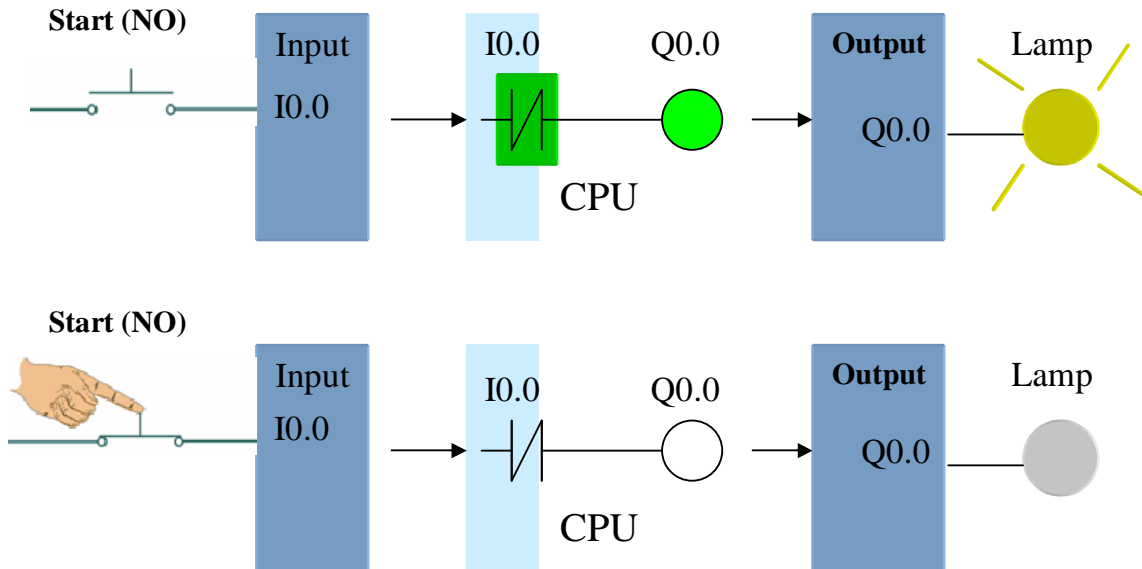 Start (NO)
Input
I0.0
I0.0
Q0.0
CPU
Output
Q0.0
Lamp
Start (NO)
Input
I0.0
I0.0
Q0.0
CPU
Output
Q0.0
Lamp